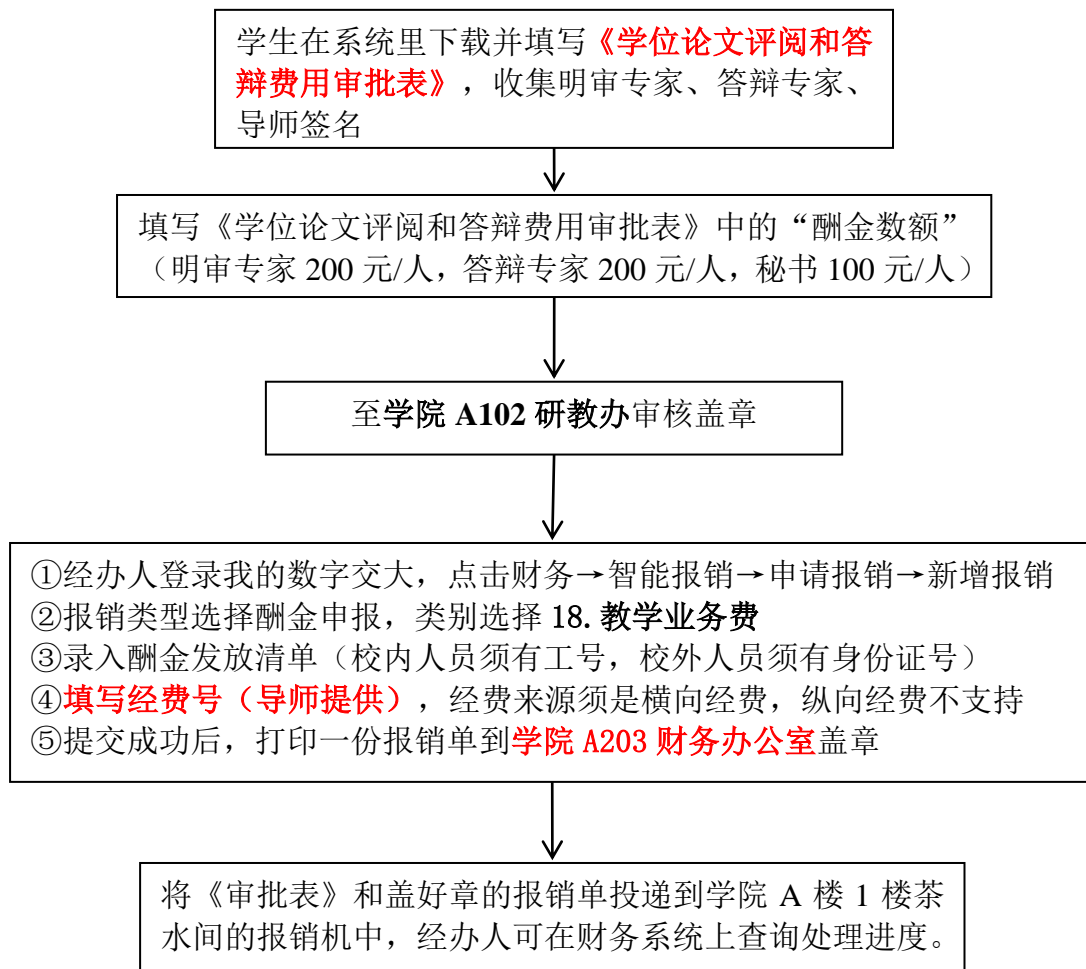 学生在系统里下载并填写《学位论文评阅和答
辩费用审批表》，收集明审专家、答辩专家、
导师签名
填写《学位论文评阅和答辩费用审批表》中的“酬金数额”
（明审专家 200 元/人，答辩专家 200 元/人，秘书 100 元/人）
至学院 A102 研教办审核盖章
①经办人登录我的数字交大，点击财务→智能报销→申请报销→新增报销
②报销类型选择酬金申报，类别选择 18. 教学业务费
③录入酬金发放清单（校内人员须有工号，校外人员须有身份证号）
④填写经费号（导师提供），经费来源须是横向经费，纵向经费不支持
⑤提交成功后，打印一份报销单到学院 A203 财务办公室盖章
将《审批表》和盖好章的报销单投递到学院 A 楼 1 楼茶
水间的报销机中，经办人可在财务系统上查询处理进度。